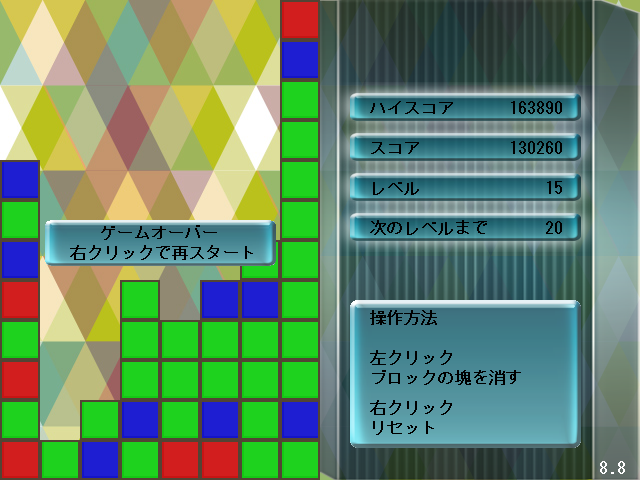 ゲームオーバー
右クリックで再スタート
ハイスコア 163890
スコア 130260
レベル 15
次のレベルまで 20
操作方法
左クリック
ブロックの塊を消す
右クリック
リセット
8.8